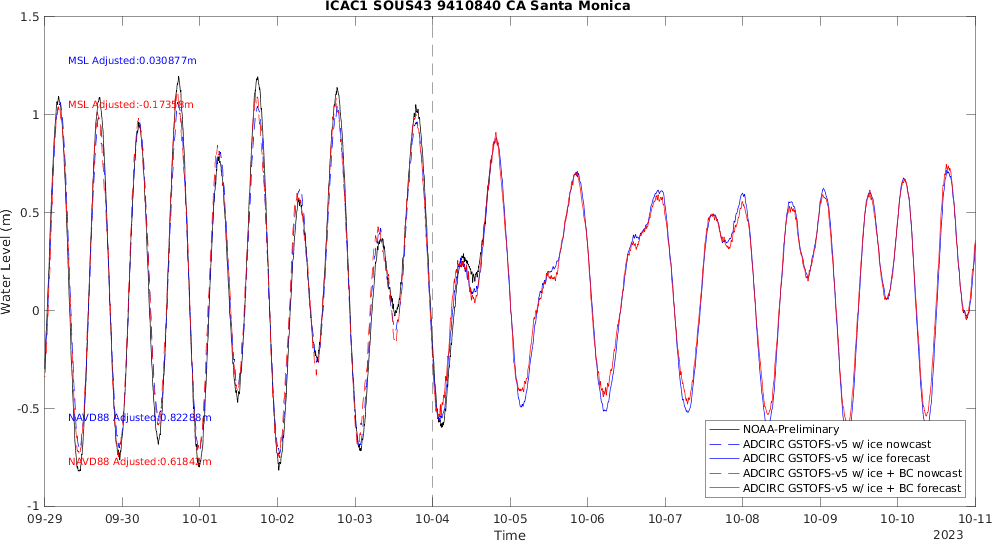 ICAC1 SOUS43 9410840 CA Santa Monica
1.5
MSL Adjusted:0.030877m
MSL Adjusted:-0.17358m
1
0.5
Water Level (m)
0
-0.5
NAVD88 Adjusted:0.82288m
NAVD88 Adjusted:0.61843m
NOAA-Preliminary
ADCIRC GSTOFS-v5 w/ ice nowcast
ADCIRC GSTOFS-v5 w/ ice forecast
ADCIRC GSTOFS-v5 w/ ice + BC nowcast
ADCIRC GSTOFS-v5 w/ ice + BC forecast
-1
09-29 09-30 10-01 10-02 10-03 10-04 10-05 10-06 10-07 10-08 10-09 10-10 10-11
Time
2023